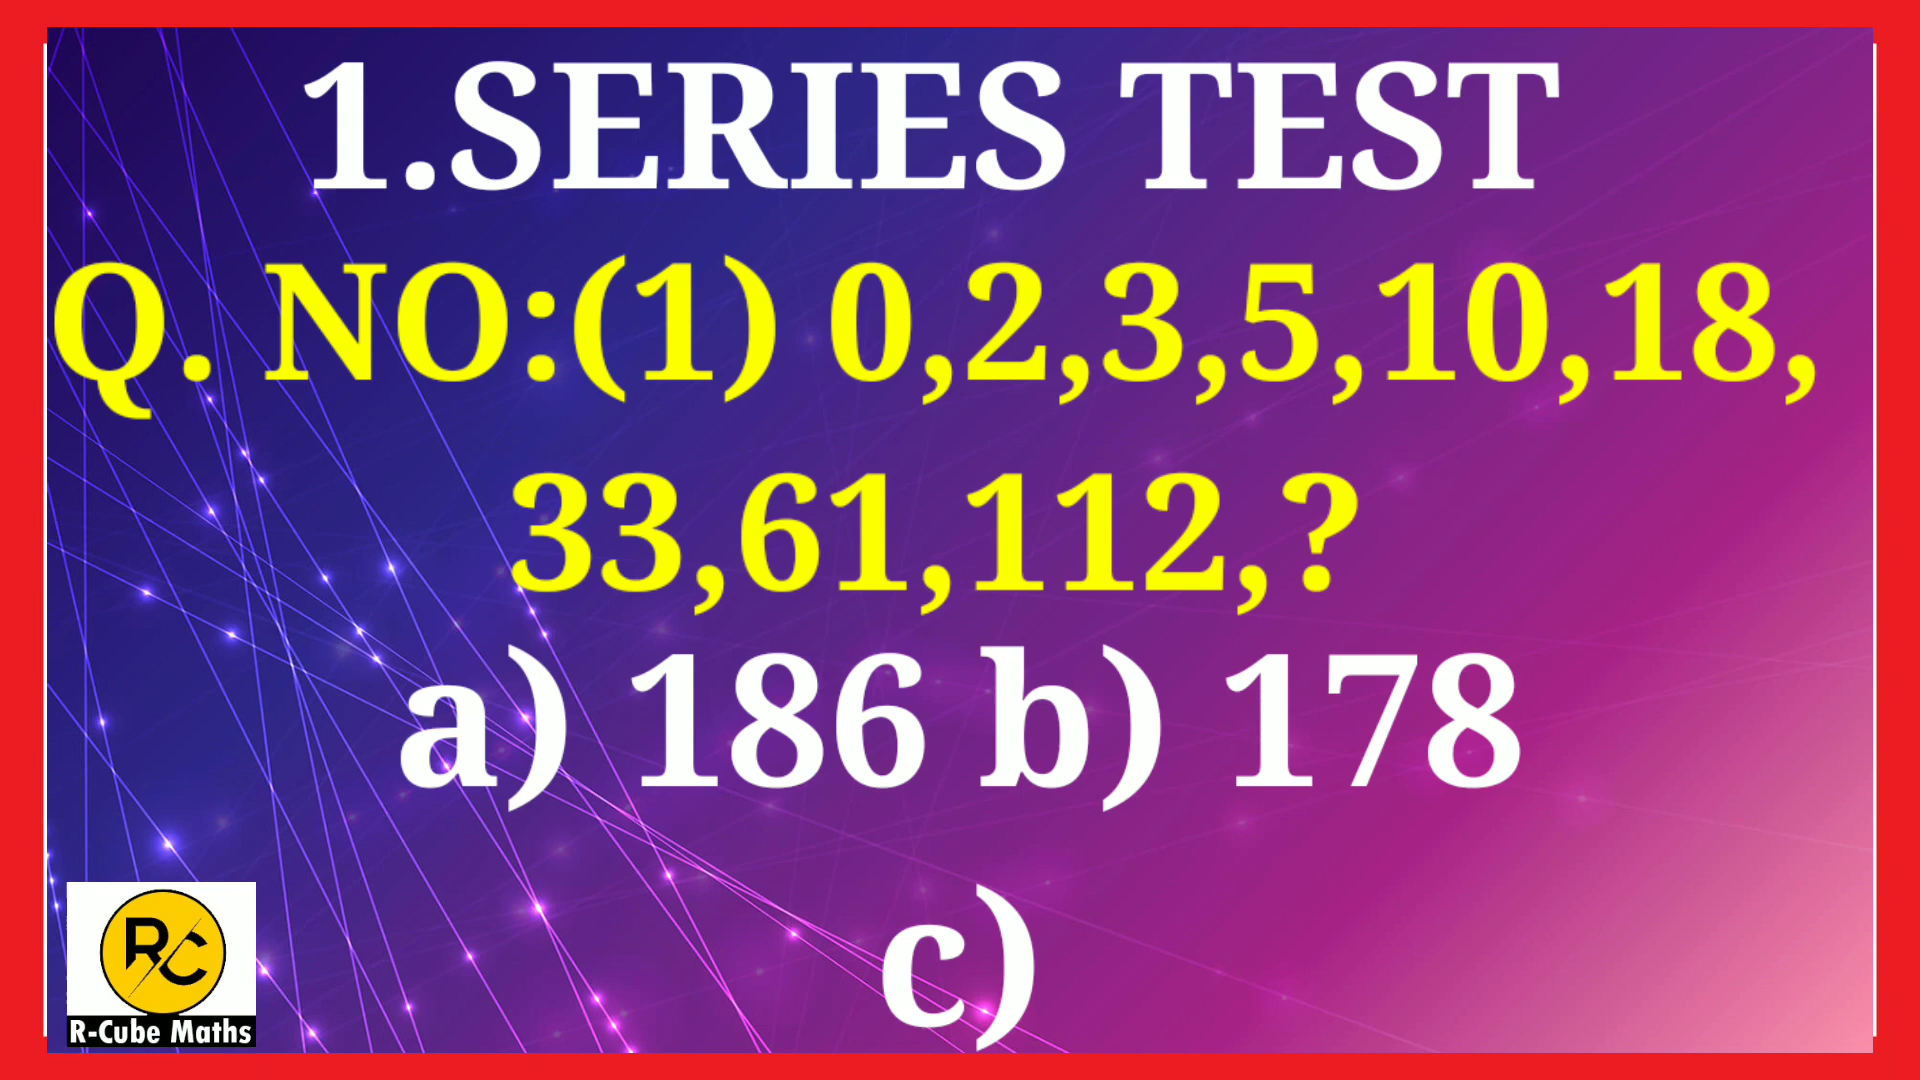 1.SERIES TEST
Q. NO:(1) 0,2,3,5,10,18,
33,61,112,?
a) 186 b) 178
c)
RC
R-Cube Maths